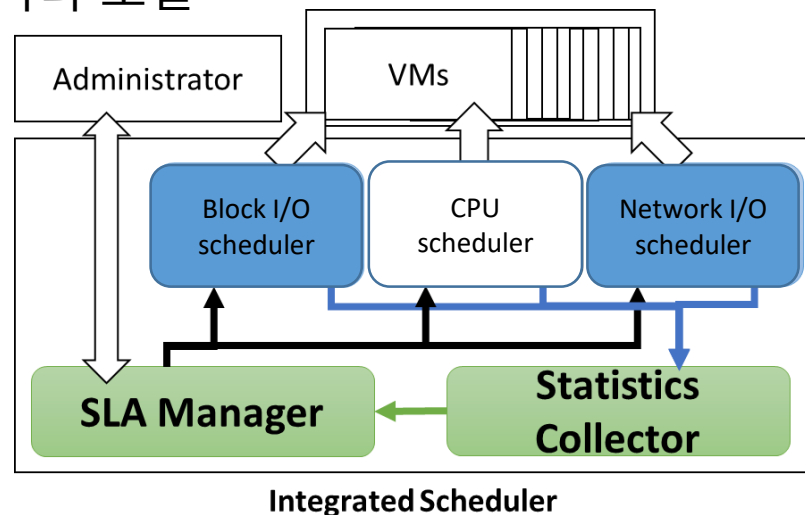 Administrator
VMs
Block I/O
scheduler
CPU
scheduler
Network I/O
scheduler
SLA Manager
Statistics
Collector
Integrated Scheduler